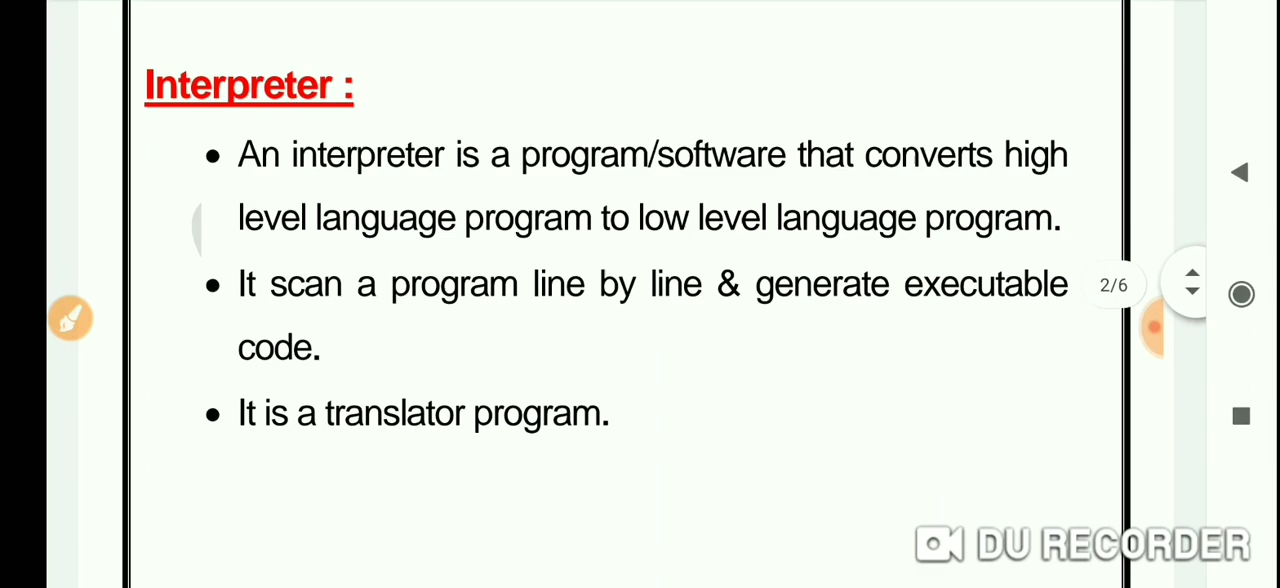 Interpreter :
• An interpreter is a program/software that converts high
level language program to low level language program.
• It scan a program line by line & generate executable
code.
• It is a translator program.
2/6
DU RECORDER